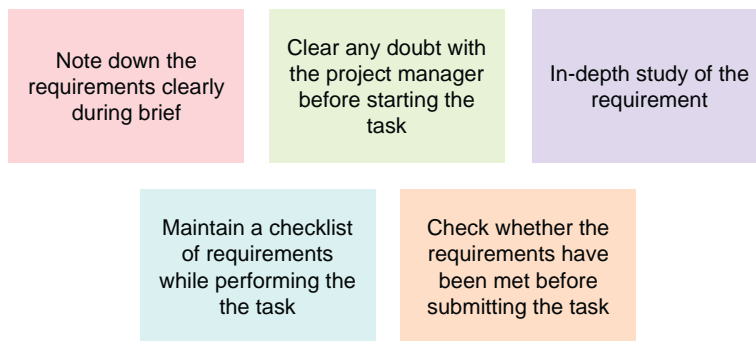 Note down the
requirements clearly
during brief
Clear any doubt with
the project manager
before starting the
task
In-depth study of the
requirement
Maintain a checklist
of requirements
while performing the
the task
Check whether the
requirements have
been met before
submitting the task